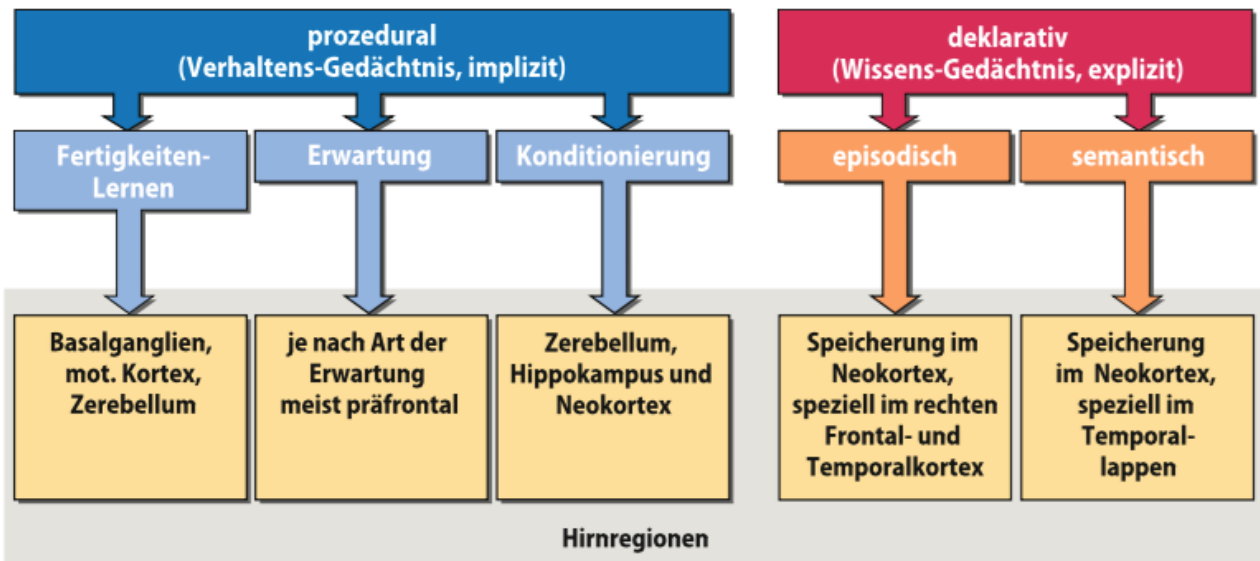 prozedural
(Verhaltens-Gedächtnis, implizit)
deklarativ
(Wissens-Gedächtnis, explizit)
Fertigkeiten-
Lernen
Erwartung
Konditionierung
episodisch
semantisch
Basalganglien,
mot. Kortex,
Zerebellum
je nach Art der
Erwartung
meist präfrontal
Zerebellum,
Hippokampus und
Neokortex
Speicherung im
Neokortex,
speziell im rechten
Frontal- und
Temporalkortex
Speicherung
im Neokortex,
speziell im
Temporal-
lappen
Hirnregionen